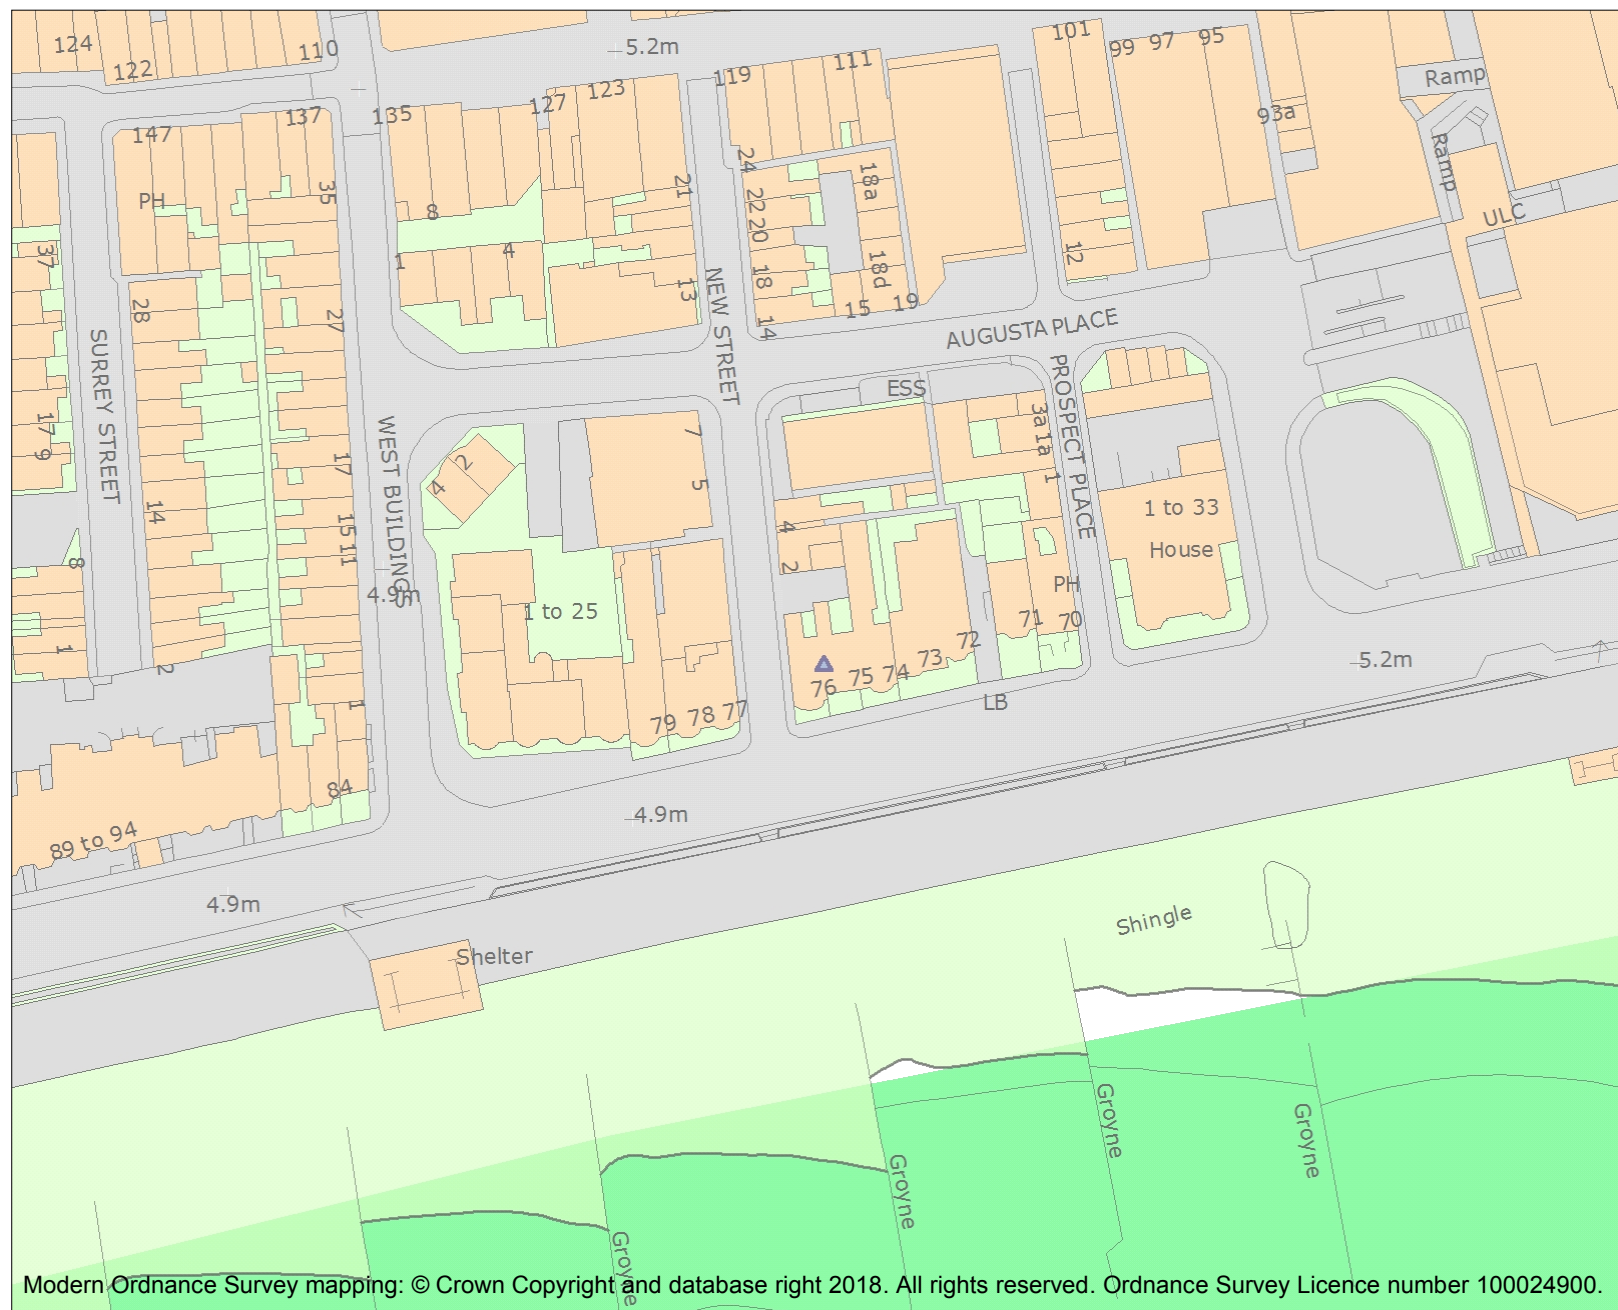 124
122
110
5.2m
119
111
101
99
97
95
Ramp
93a
Ramp
ULC
147
137
135
127
123
PH
35
8
21
24
22
20
18
14
18a
18d
15
19
12
37
28
27
1
4
13
NEW STREET
AUGUSTA PLACE
SURREY STREET
WEST BUILDINGS
PROSPECT PLACE
ESS
17
9
14
17
15
11
2
4
7
5
3a
1a
1
1 to 33
House
8
4.9m
1 to 25
4
2
PH
71
70
1
2
72
73
74
75
76
5.2m
LB
1
79
78
77
84
89 to 94
4.9m
4.9m
Shelter
Shingle
Groyne
Groyne
Groyne
Groyne
Modern Ordnance Survey mapping: © Crown Copyright and database right 2018. All rights reserved. Ordnance Survey Licence number 100024900.